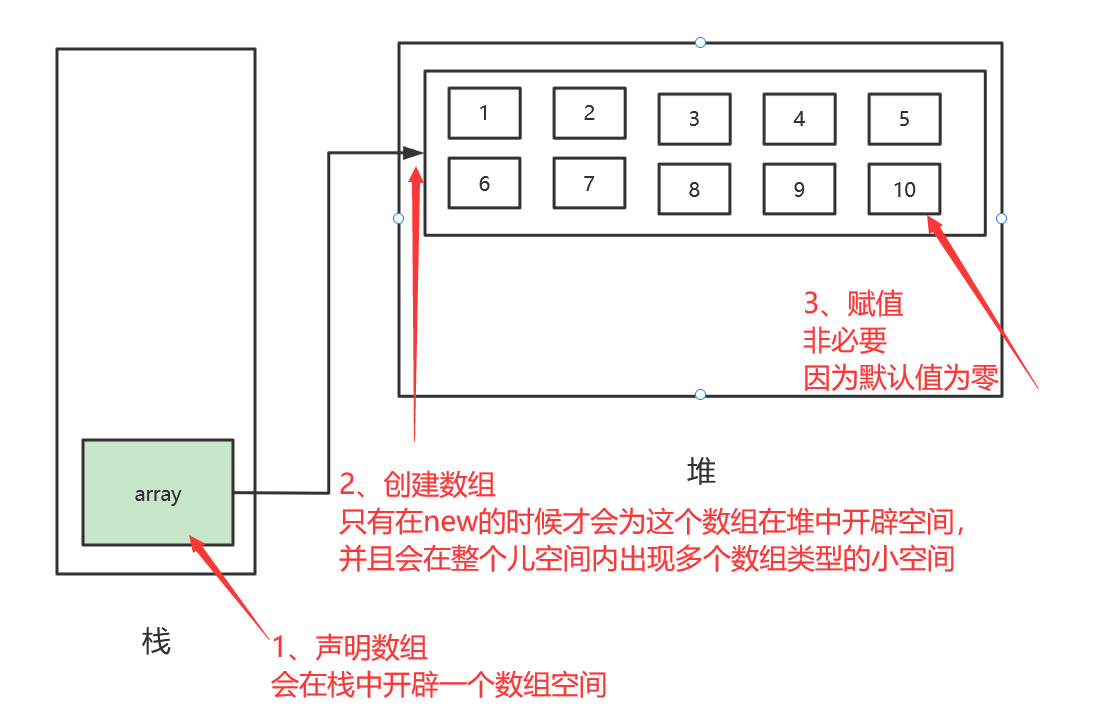 1
2
3
4
5
6
7
8
9
10
3、赋值
非必要
因为默认值为零
array
堆
2、创建数组
只有在new的时候才会为这个数组在堆中开辟空间，
并且会在整个儿空间内出现多个数组类型的小空间
栈
1、声明数组
会在栈中开辟一个数组空间